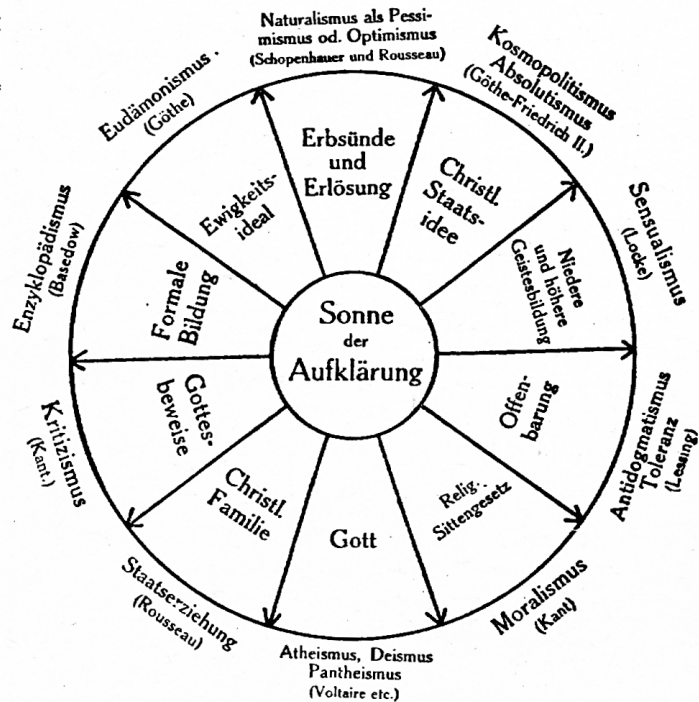 Naturalismus als Pessi-
mismus od. Optimismus
(Schopenhauer und Rousseau)
Kosmopolitismus
Absolutismus
(Göthe-Friedrich II.)
Sensualismus
(Locke)
Antidogmatismus
Toleranz
(Lessing)
Moralismus
(Kant)
Atheismus, Deismus
Pantheismus
(Voltaire etc.)
Staatserziehung
(Rousseau)
Kritizismus
(Kant.)
Enzyklopädismus
(Basedow)
Eudämonismus.
(Göthe)
Erbsünde
und
Erlösung
Christl.
Staats-
idee
Niedere
und höhere
Geistesbildung
Offen-
barung
Relig.
Sittengesetz
Gott
Christl.
Familie
Gottes-
beweise
Formale
Bildung
Ewigkeits-
ideal
Sonne
der
Aufklärung